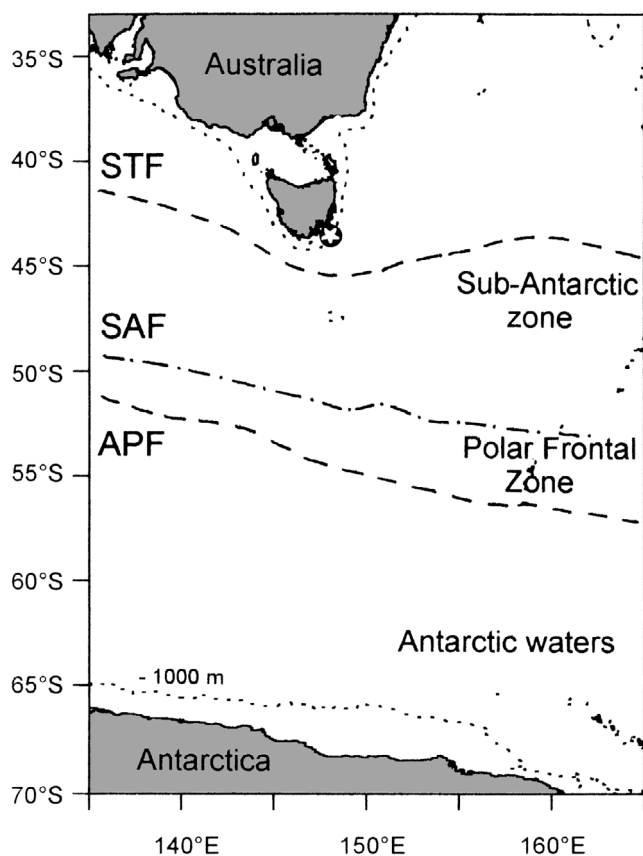 35°S
Australia
40°S
STF
45°S
Sub-Antarctic
zone
SAF
50°S
APF
Polar Frontal
Zone
55°S
60°S
Antarctic waters
- 1000 m
65°S
Antarctica
70°S
140°E 150°E 160°E